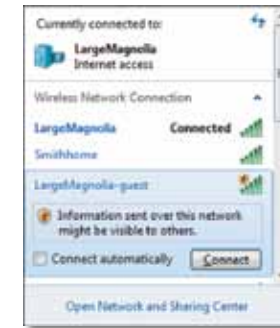 Currently connected to:
LargeMagnolia
Internet access
Wireless Network Connection
LargeMagnolia Connected
Smithhome
LargeMagnolia-guest
Information sent over this network
might be visible to others.
Connect automatically Connect
Open Network and Sharing Center